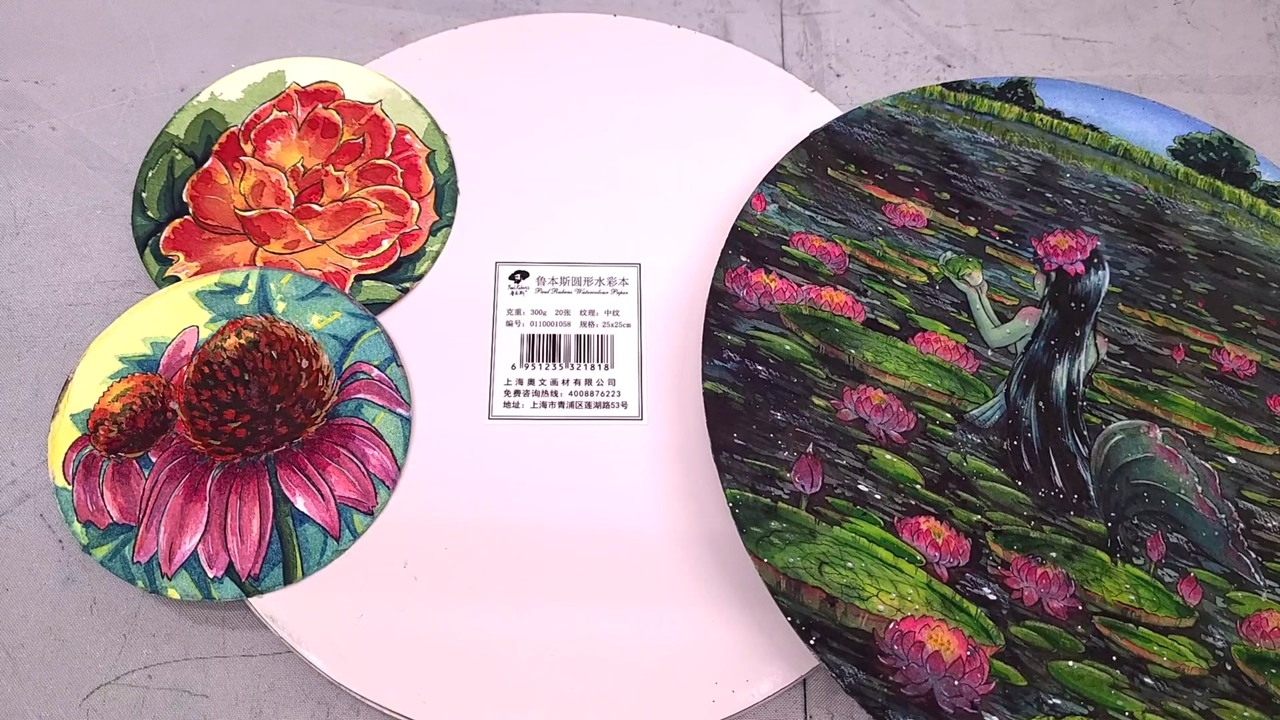 鲁本斯圆形水彩本
Paul Rubens Watercolour Paper
克重：300g 20张 纹理：中纹
编号：0110001058 规格：25x25cm
6 951235 321818
上海奥文画材有限公司
免费咨询热线：4008876223
地址：上海市青浦区莲湖路53号